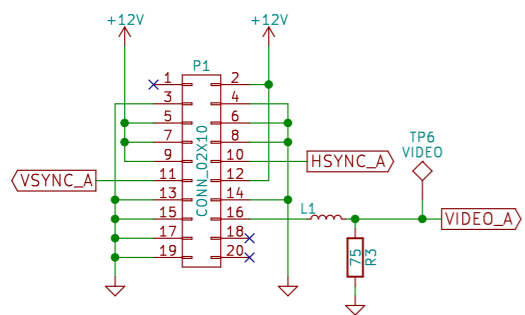 +12V
+12V
P1
1
2
3
4
5
6
7
8
9
10
11
12
13
14
15
16
17
18
19
20
CONN_02X10
VSYNC_A
HSYNC_A
TP6
VIDEO
L1
VIDEO_A
75
R3